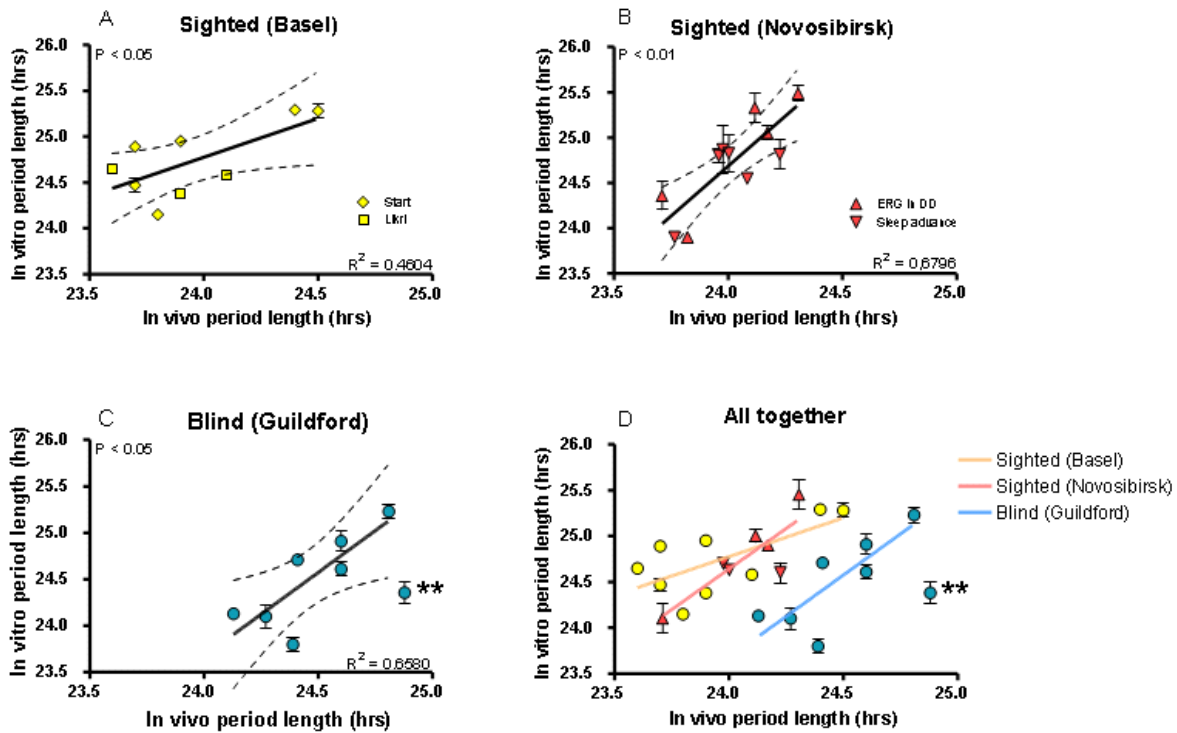 A
Sighted (Basel)
P < 0.05
In vitro period length (hrs)
26.0
25.5
25.0
24.5
24.0
23.5
Start
Likri
R2 = 0.4604
23.5
24.0
24.5
25.0
In vivo period length (hrs)
B
Sighted (Novosibirsk)
P < 0.01
In vitro period length (hrs)
26.0
25.5
25.0
24.5
24.0
23.5
ERG In DD
Sleep advance
R2 = 0,6796
23.5
24.0
24.5
25.0
In vivo period length (hrs)
C
Blind (Guildford)
P < 0.05
In vitro period length (hrs)
26.0
25.5
25.0
24.5
24.0
23.5
**
R2 = 0.6580
23.5
24.0
24.5
25.0
In vivo period length (hrs)
D
All together
In vitro period length (hrs)
26.0
25.5
25.0
24.5
24.0
23.5
**
23.5
24.0
24.5
25.0
In vivo period length (hrs)
Sighted (Basel)
Sighted (Novosibirsk)
Blind (Guildford)